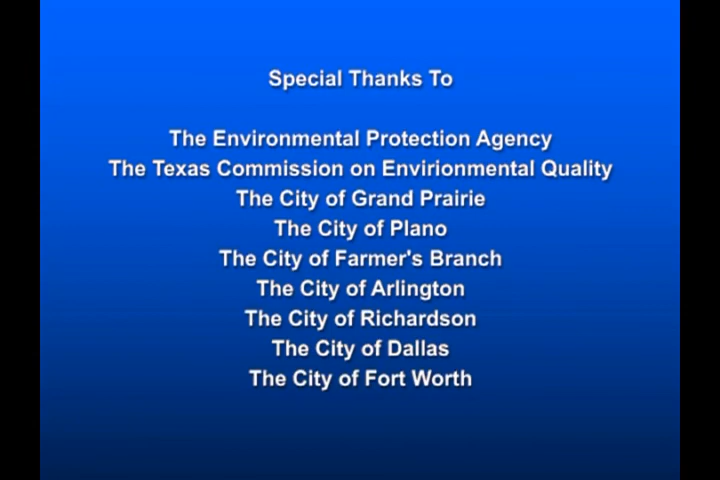 Special Thanks To
The Environmental Protection Agency
The Texas Commission on Envirionmental Quality
The City of Grand Prairie
The City of Plano
The City of Farmer's Branch
The City of Arlington
The City of Richardson
The City of Dallas
The City of Fort Worth